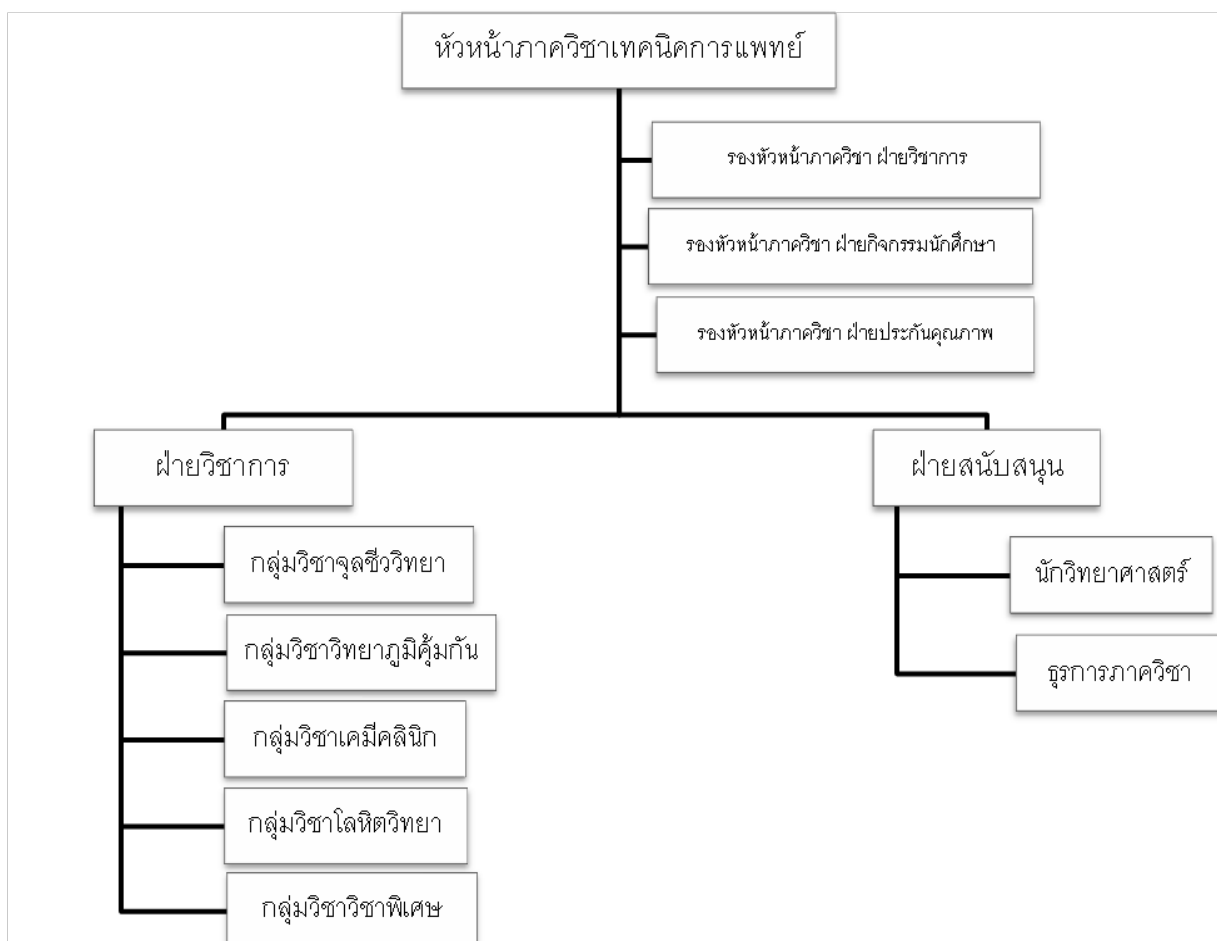 หัวหน้าภาควิชาเทคนิคการแพทย์
รองหัวหน้าภาควิชา ฝ่ายวิชาการ
รองหัวหน้าภาควิชา ฝ่ายกิจกรรมนักศึกษา
รองหัวหน้าภาควิชา ฝ่ายประกันคุณภาพ
ฝ่ายวิชาการ
กลุ่มวิชาจุลชีววิทยา
กลุ่มวิชาวิทยาภูมิคุ้มกัน
กลุ่มวิชาเคมีคลินิก
กลุ่มวิชาโลหิตวิทยา
กลุ่มวิชาวิชาพิเศษ
ฝ่ายสนับสนุน
นักวิทยาศาสตร์
ธุรการภาควิชา